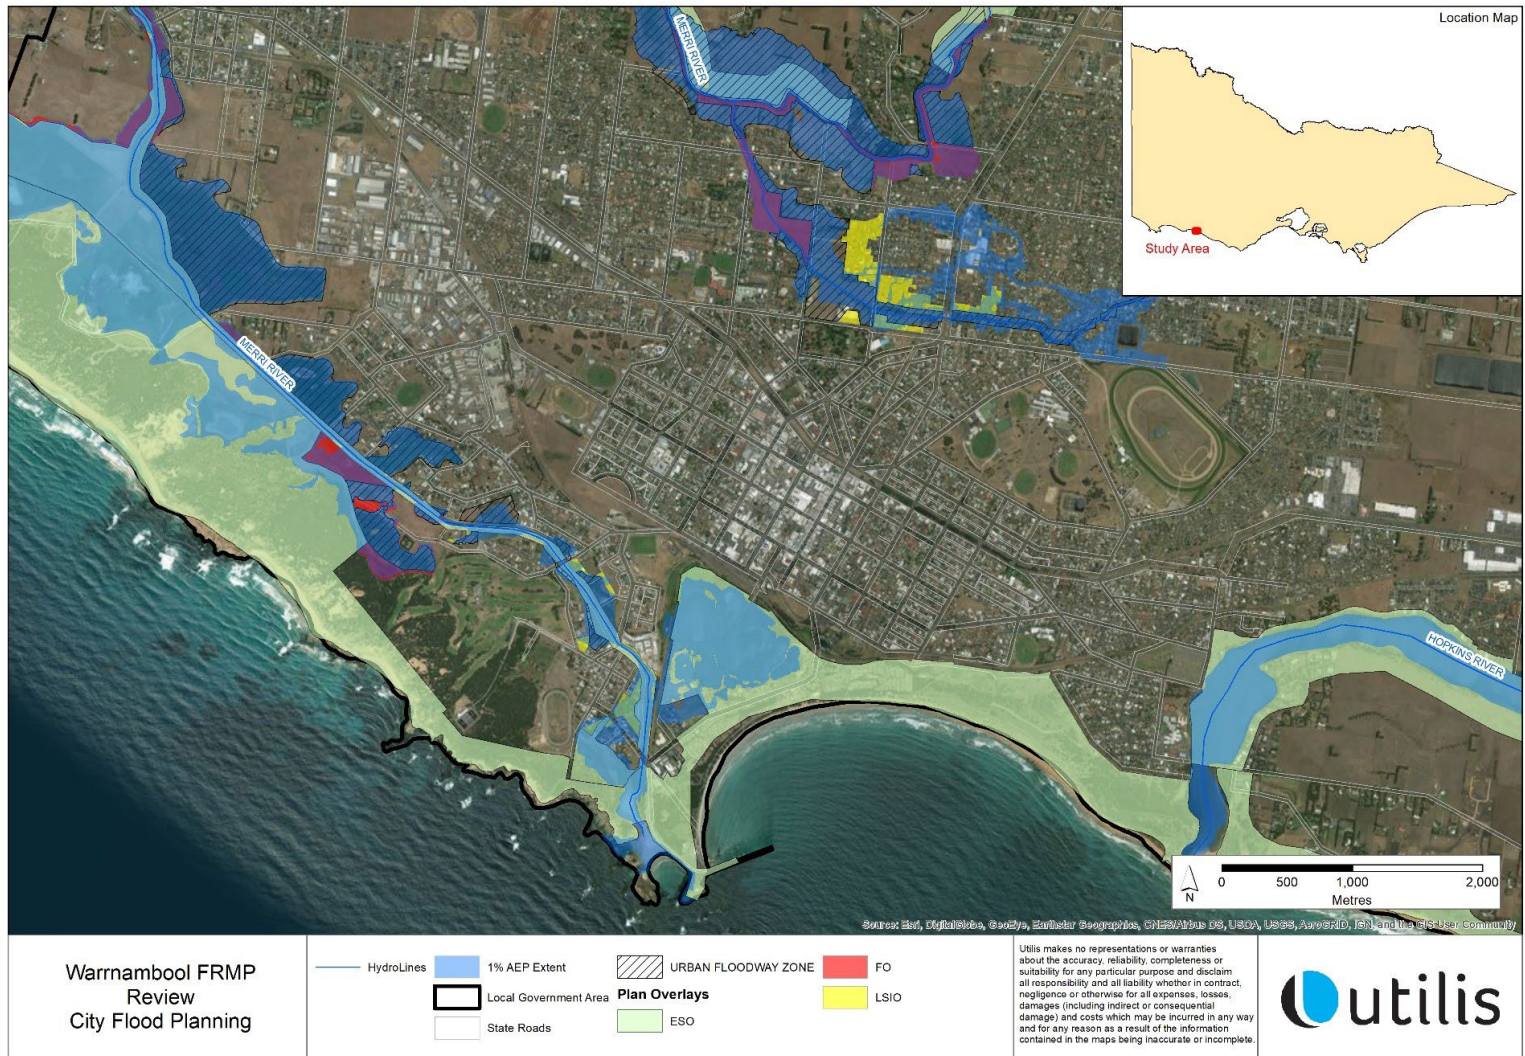 Location Map
MERRI RIVER
Study Area
MERRI RIVER
HOPKINS RIVER
0 500 1,000 2,000
Metres
N
Source: Esri, DigitalGlobe, GeoEye, Earthstar Geographics, CNES/Airbus DS, USDA, USGS, AeroGRID, IGN, and the GIS User Community
Warrnambool FRMP
Review
City Flood Planning
HydroLines
1% AEP Extent
Local Government Area
State Roads
URBAN FLOODWAY ZONE
Plan Overlays
ESO
FO
LSIO
Utilis makes no representations or warranties
about the accuracy, reliability, completeness or
suitability for any particular purpose and disclaim
all responsibility and all liability whether in contract,
negligence or otherwise for all expenses, losses,
damages (including indirect or consequential
damage) and costs which may be incurred in any way
and for any reason as a result of the information
contained in the maps being inaccurate or incomplete.
utilis